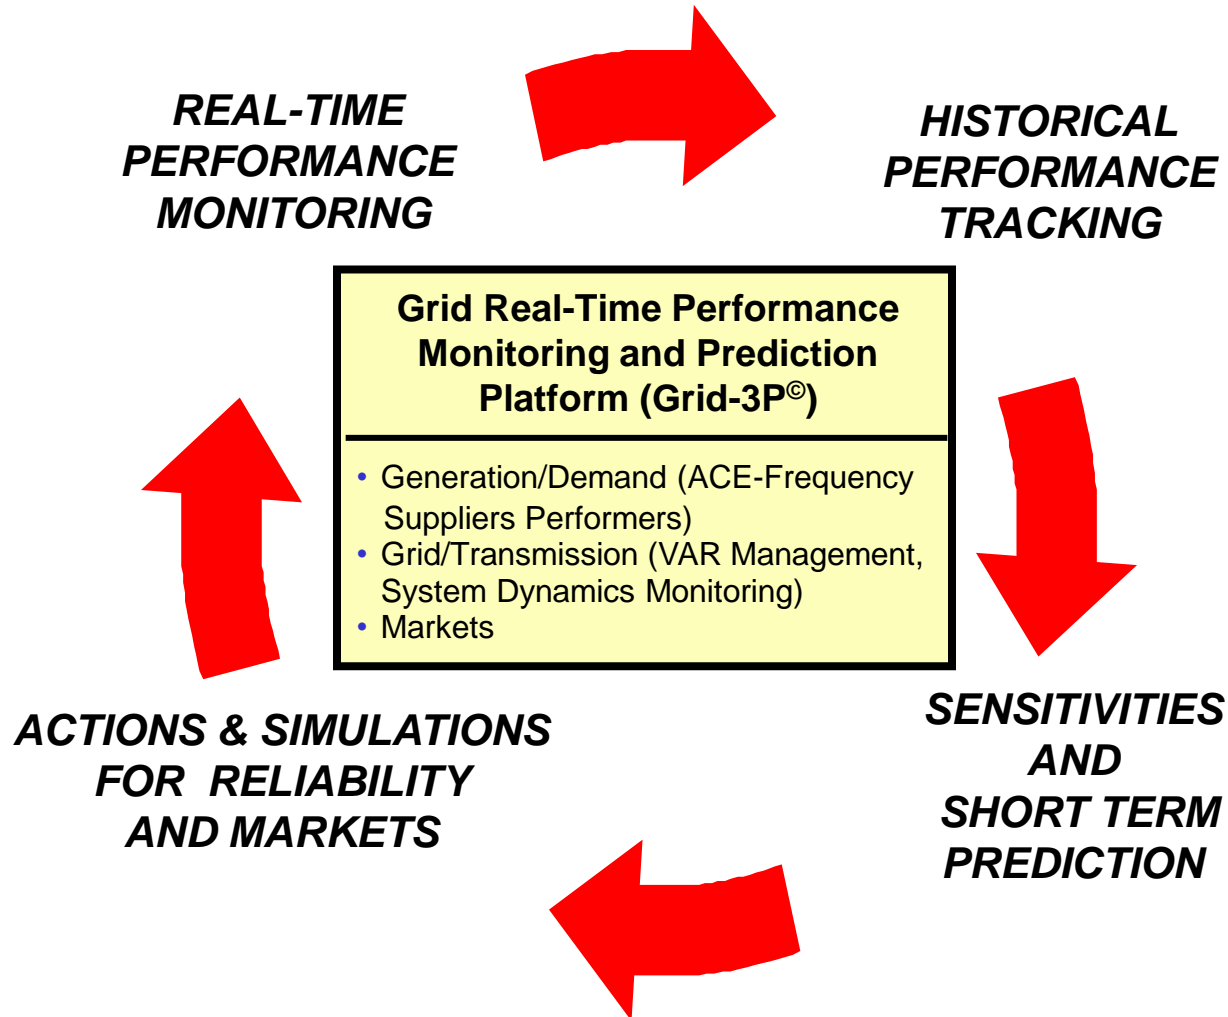 REAL-TIME
PERFORMANCE
MONITORING
HISTORICAL
PERFORMANCE
TRACKING
Grid Real-Time Performance
Monitoring and Prediction
Platform (Grid-3P©)
• Generation/Demand (ACE-Frequency
Suppliers Performers)
• Grid/Transmission (VAR Management,
System Dynamics Monitoring)
• Markets
ACTIONS & SIMULATIONS
FOR RELIABILITY
AND MARKETS
SENSITIVITIES
AND
SHORT TERM
PREDICTION